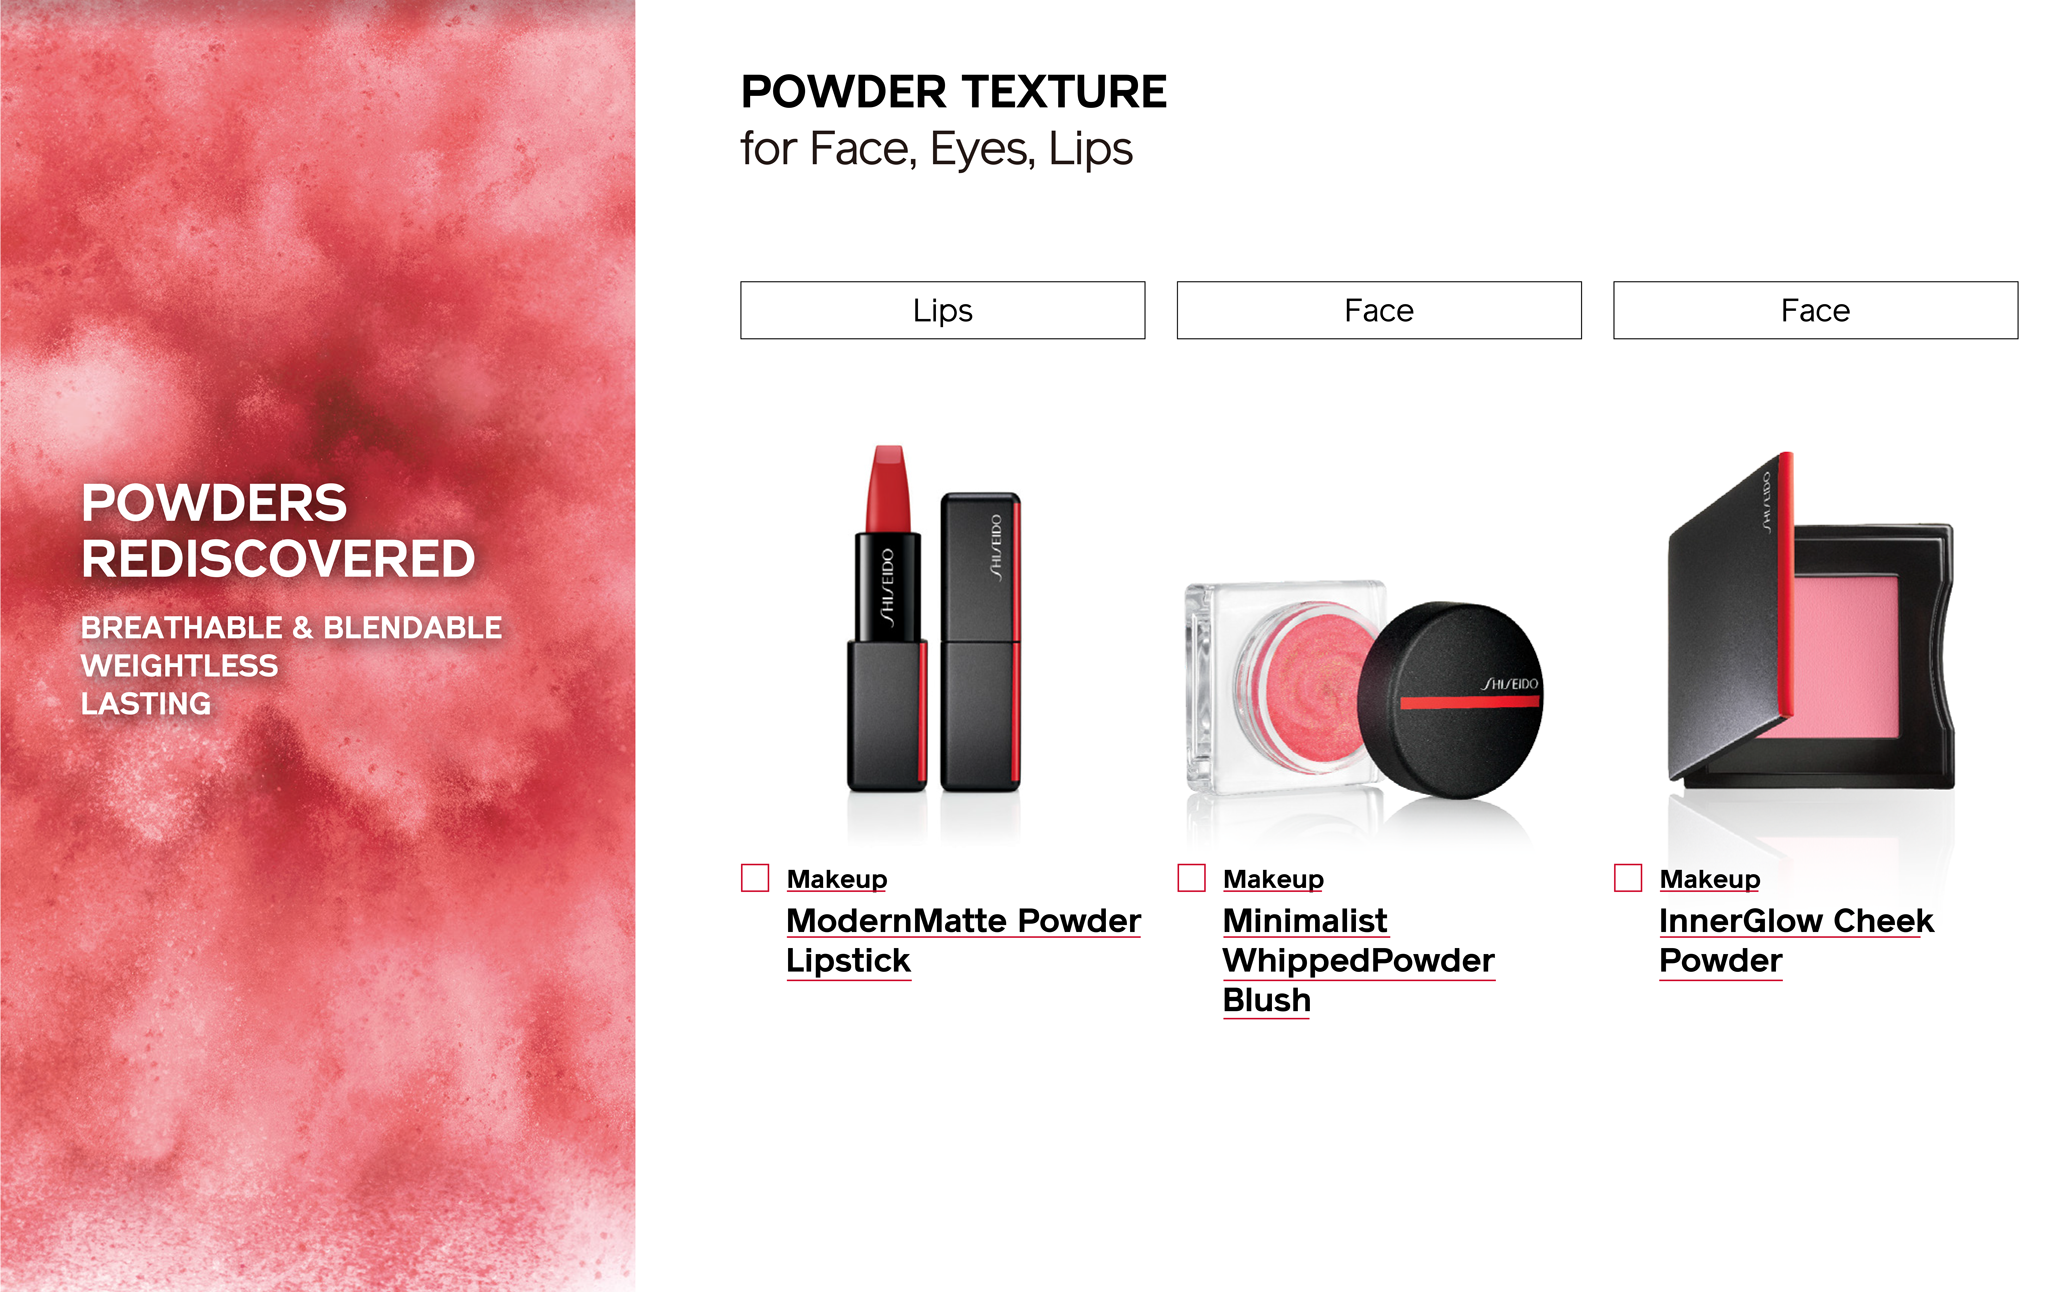 POWDERS
REDISCOVERED
BREATHABLE & BLENDABLE
WEIGHTLESS
LASTING
POWDER TEXTURE
for Face, Eyes, Lips
Lips
Face
Face
SHISEIDO
SHISEIDO
SHISEIDO
SHISEIDO
Makeup
ModernMatte Powder
Lipstick
Makeup
Minimalist
WhippedPowder
Blush
Makeup
InnerGlow Cheek
Powder